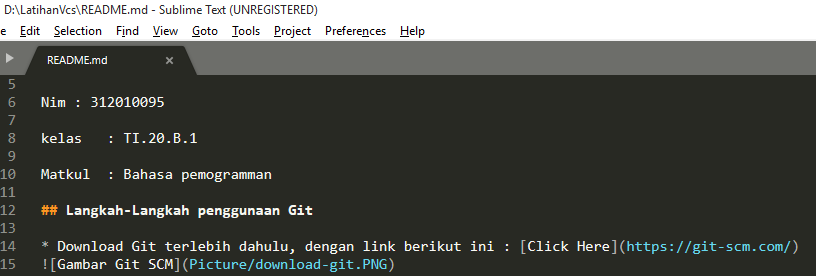 D:\LatihanVcs\README.md - Sublime Text (UNREGISTERED)
e Edit Selection Find View Goto Tools Project Preferences Help
README.md ×
5
6 Nim : 312010095
7
8 kelas   : TI.20.B.1
9
10 Matkul  : Bahasa pemogramman
11
12 ## Langkah-Langkah penggunaan Git
13
14 * Download Git terlebih dahulu, dengan link berikut ini : [Click Here](https://git-scm.com/)
15 ![Gambar Git SCM](Picture/download-git.PNG)